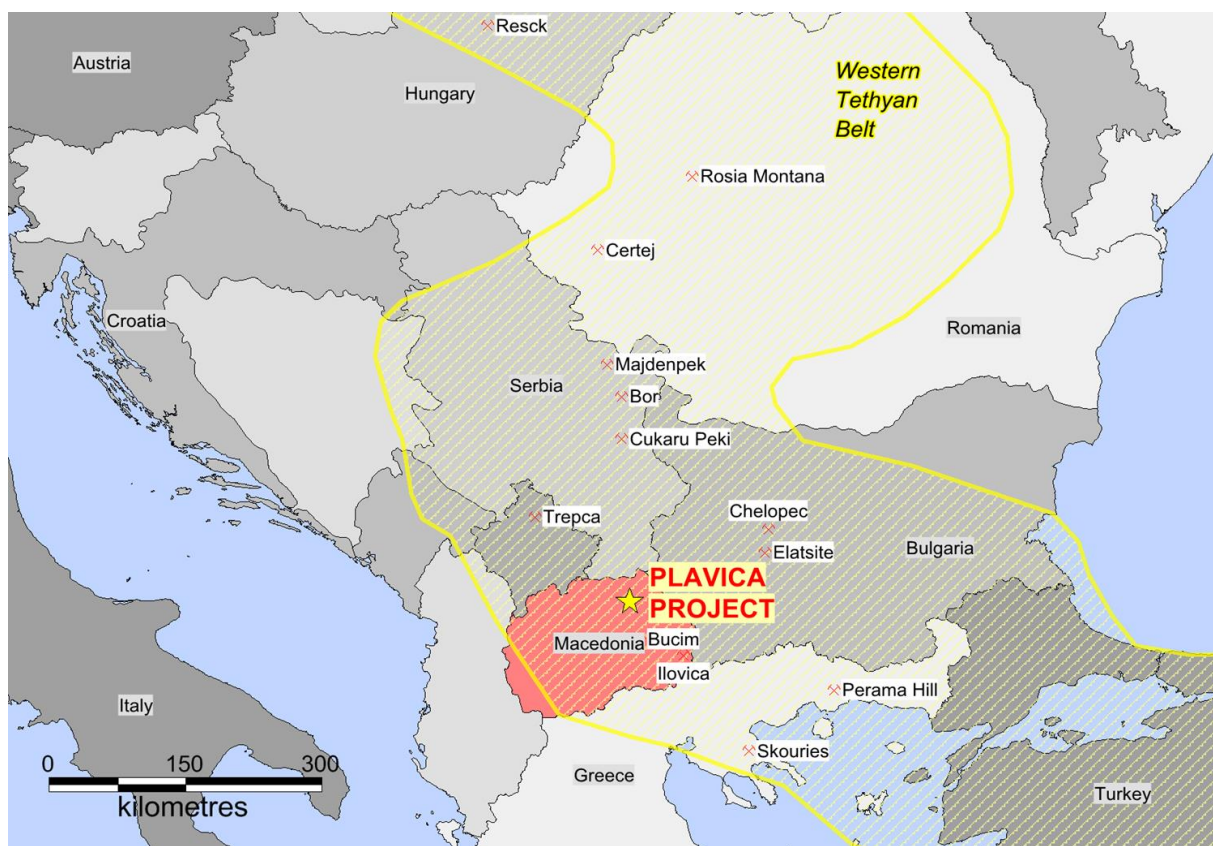 Resck
Austria
Hungary
Western
Tethyan
Belt
Rosia Montana
Certej
Croatia
Romania
Majdenpek
Serbia
Bor
Cukaru Peki
Trepca
Chelopec
Elatsite
Bulgaria
PLAVICA
PROJECT
Macedonia
Bucim
Ilovica
Perama Hill
Italy
Skouries
0 150 300
kilometres
Greece
Turkey